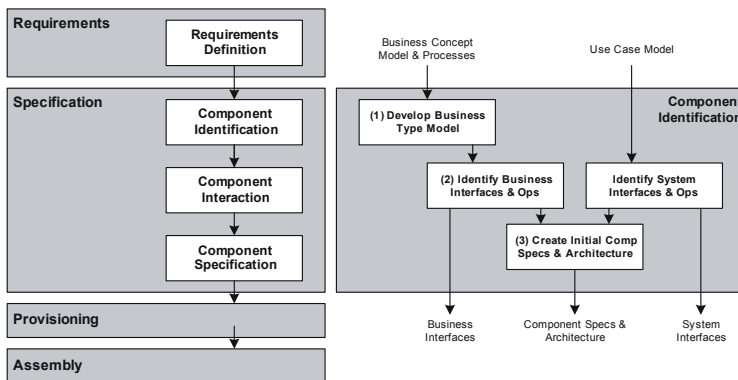 Requirements
Requirements
Definition
Specification
Component
Identification
Component
Interaction
Component
Specification
Provisioning
Assembly
Business Concept
Model & Processes
Use Case Model
Component
Identification
(1) Develop Business
Type Model
(2) Identify Business
Interfaces & Ops
Identify System
Interfaces & Ops
(3) Create Initial Comp
Specs & Architecture
Business
Interfaces
Component Specs &
Architecture
System
Interfaces